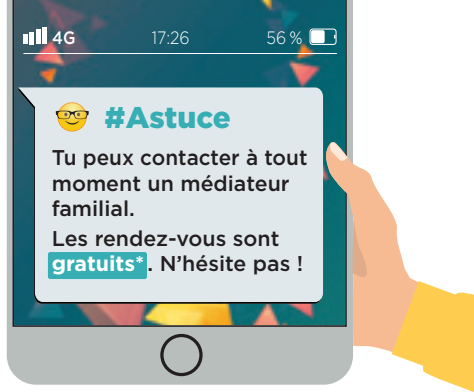 4G 17:26 56 %
#Astuce
Tu peux contacter à tout
moment un médiateur
familial.
Les rendez-vous sont
gratuits*. N’hésite pas !